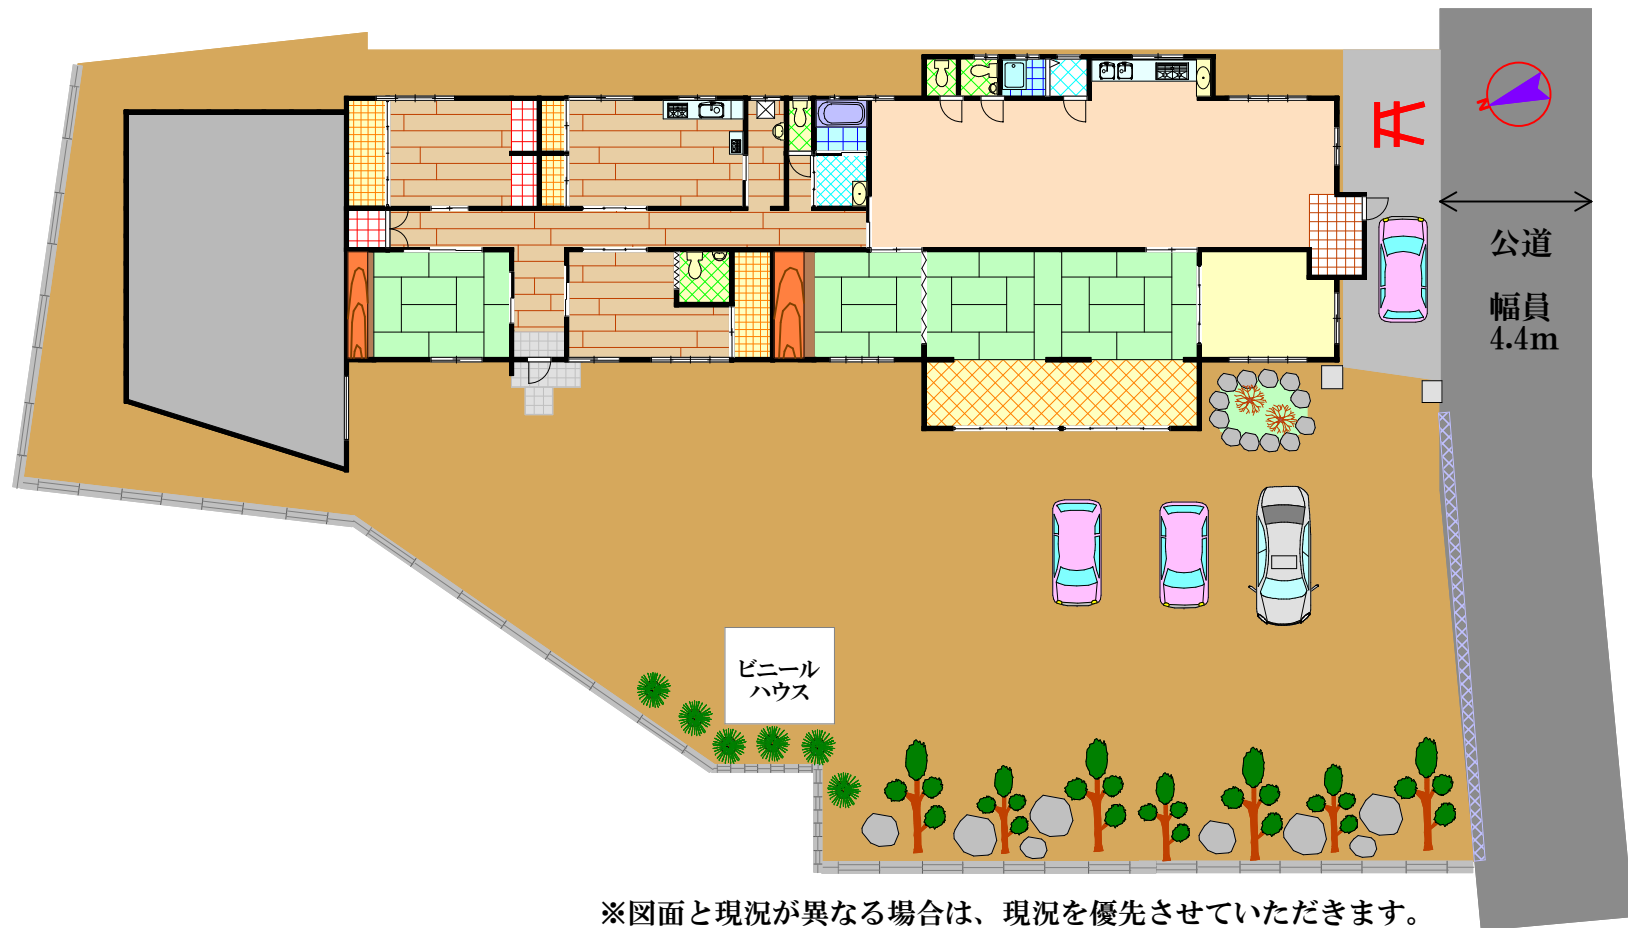 N
公道
幅員
4.4m
ビニール
ハウス
※図面と現況が異なる場合は、現況を優先させていただきます。